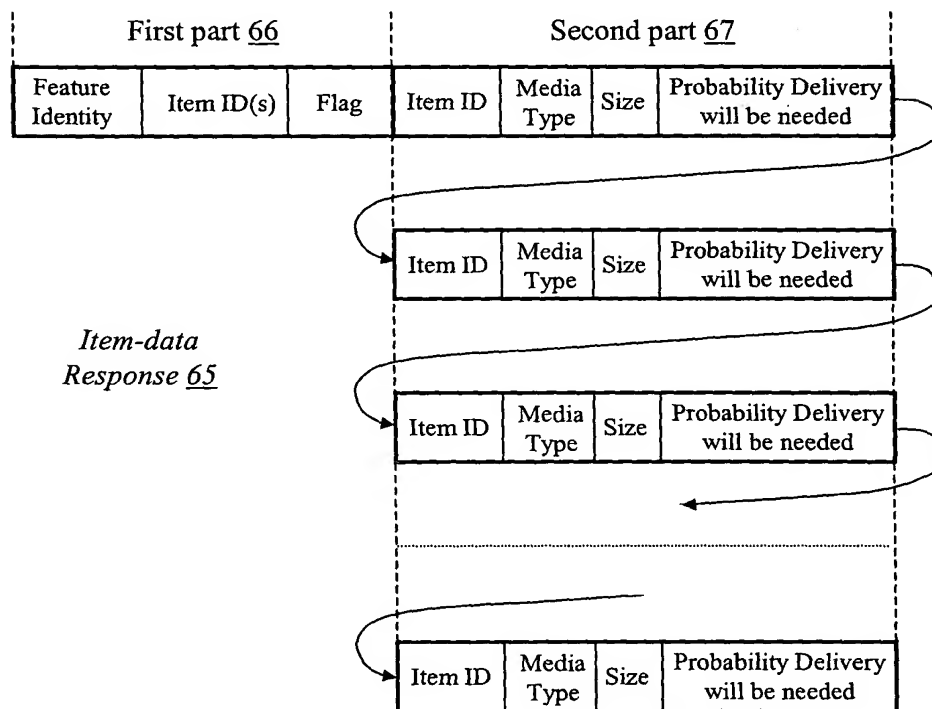 First part 66
Second part 67
Feature Identity
Item ID(s)
Flag
Item ID
Media Type
Size
Probability Delivery will be needed
Item ID
Media Type
Size
Probability Delivery will be needed
Item-data Response 65
Item ID
Media Type
Size
Probability Delivery will be needed
Item ID
Media Type
Size
Probability Delivery will be needed